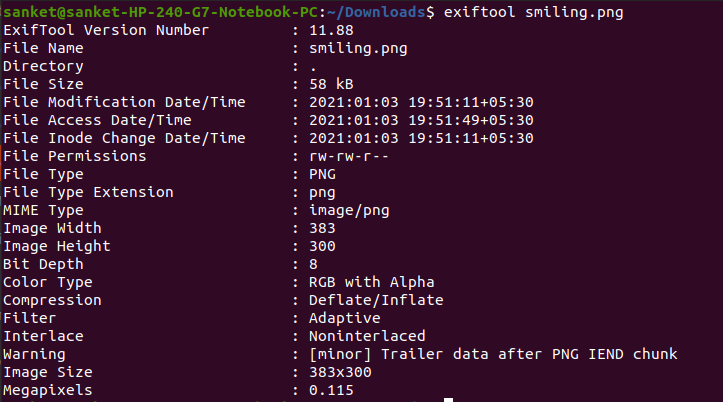 sanket@sanket-HP-240-G7-Notebook-PC:~/Downloads$ exiftool smiling.png
ExifTool Version Number : 11.88
File Name : smiling.png
Directory : .
File Size : 58 kB
File Modification Date/Time : 2021:01:03 19:51:11+05:30
File Access Date/Time : 2021:01:03 19:51:49+05:30
File Inode Change Date/Time : 2021:01:03 19:51:11+05:30
File Permissions : rw-rw-r--
File Type : PNG
File Type Extension : png
MIME Type : image/png
Image Width : 383
Image Height : 300
Bit Depth : 8
Color Type : RGB with Alpha
Compression : Deflate/Inflate
Filter : Adaptive
Interlace : Noninterlaced
Warning : [minor] Trailer data after PNG IEND chunk
Image Size : 383x300
Megapixels : 0.115